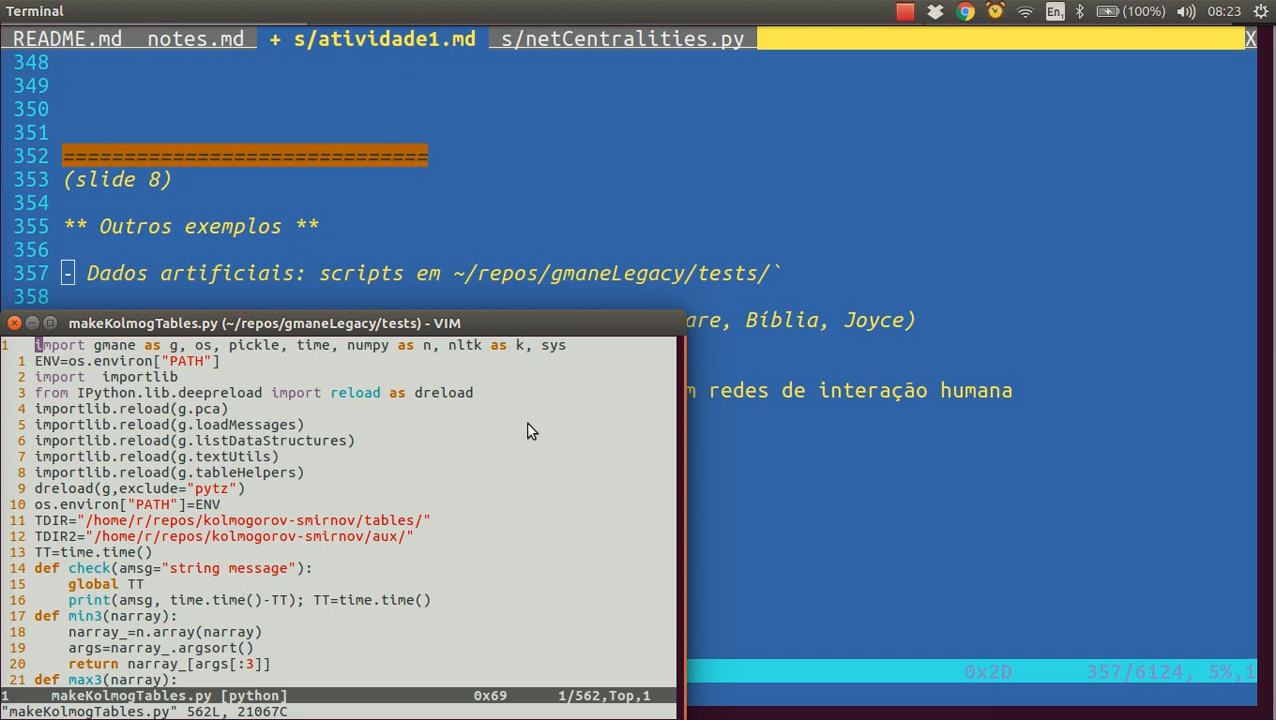 Terminal
En1
(100%)
08:23
README.md notes.md + s/atividade1.md s/netCentralities.py X
348
349
350
351
352 ==============================
353 (slide 8)
354
355 ** Outros exemplos **
356
357 - Dados artificiais: scripts em ~/repos/gmaneLegacy/tests/`
358
are, Bíblia, Joyce)
m redes de interação humana
0x2D 357/6124, 5%,1
makeKolmogTables.py (~/repos/gmaneLegacy/tests) - VIM
1 import gmane as g, os, pickle, time, numpy as n, nltk as k, sys
1 ENV=os.environ["PATH"]
2 import  importlib
3 from IPython.lib.deepreload import reload as dreload
4 importlib.reload(g.pca)
5 importlib.reload(g.loadMessages)
6 importlib.reload(g.listDataStructures)
7 importlib.reload(g.textUtils)
8 importlib.reload(g.tableHelpers)
9 dreload(g,exclude="pytz")
10 os.environ["PATH"]=ENV
11 TDIR="/home/r/repos/kolmogorov-smirnov/tables/"
12 TDIR2="/home/r/repos/kolmogorov-smirnov/aux/"
13 TT=time.time()
14 def check(amsg="string message"):
15     global TT
16     print(amsg, time.time()-TT); TT=time.time()
17 def min3(narray):
18     narray_=n.array(narray)
19     args=narray_.argsort()
20     return narray_[args[:3]]
21 def max3(narray):
1 makeKolmogTables.py [python] 0x69 1/562,Top,1
"makeKolmogTables.py" 562L, 21067C